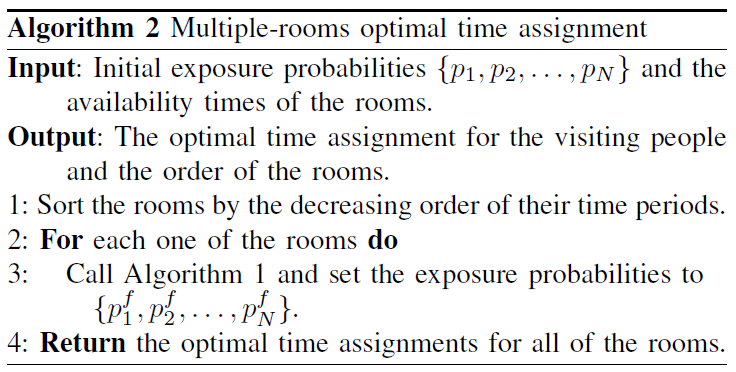 Algorithm 2 Multiple-rooms optimal time assignment
Input: Initial exposure probabilities {p_1, p_2, . . . , p_N} and the
availability times of the rooms.
Output: The optimal time assignment for the visiting people
and the order of the rooms.
1: Sort the rooms by the decreasing order of their time periods.
2: For each one of the rooms do
3: Call Algorithm 1 and set the exposure probabilities to
{p_1^f, p_2^f, . . . , p_N^f}.
4: Return the optimal time assignments for all of the rooms.